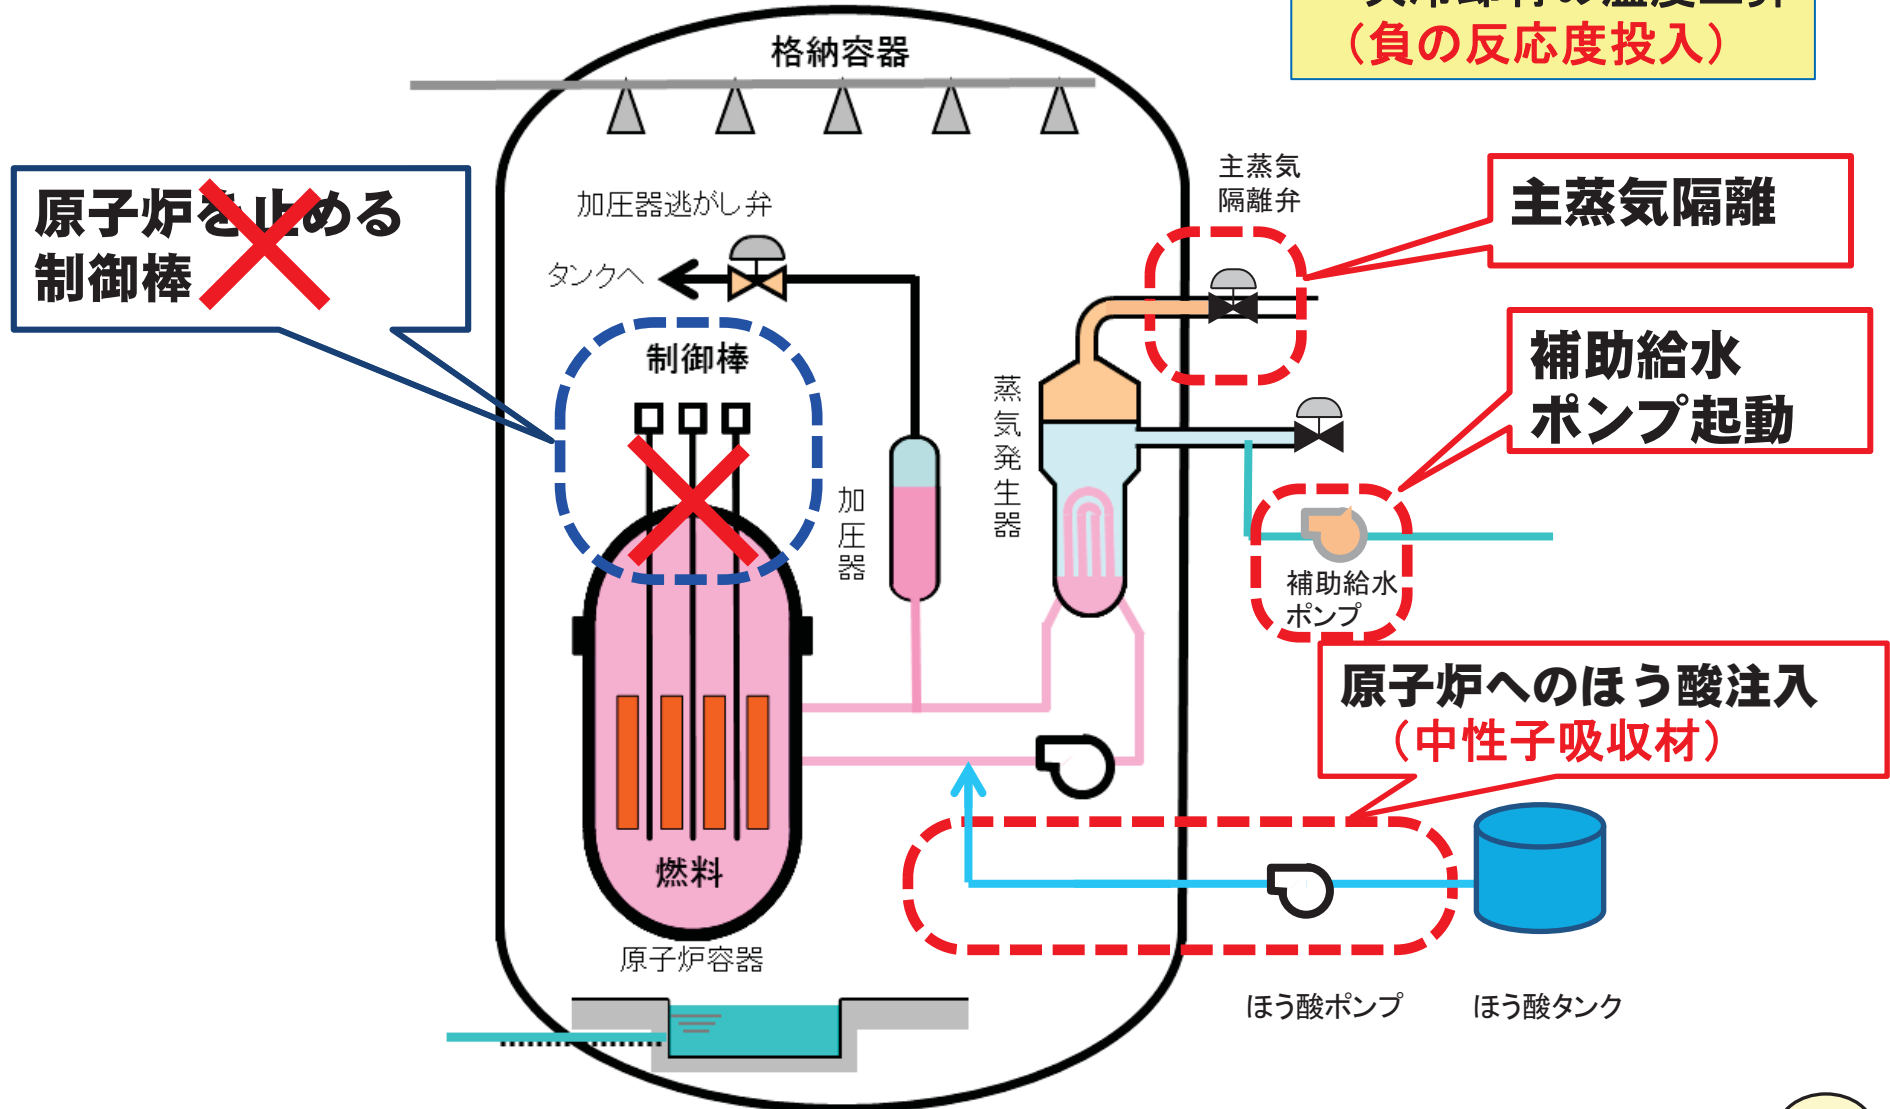 （負の反応度投入）
格納容器
原子炉を止める
制御棒
加圧器逃がし弁
タンクへ
主蒸気
隔離弁
主蒸気隔離
制御棒
補助給水
ポンプ起動
蒸気発生器
加圧器
補助給水
ポンプ
原子炉へのほう酸注入
（中性子吸収材）
燃料
原子炉容器
ほう酸ポンプ
ほう酸タンク